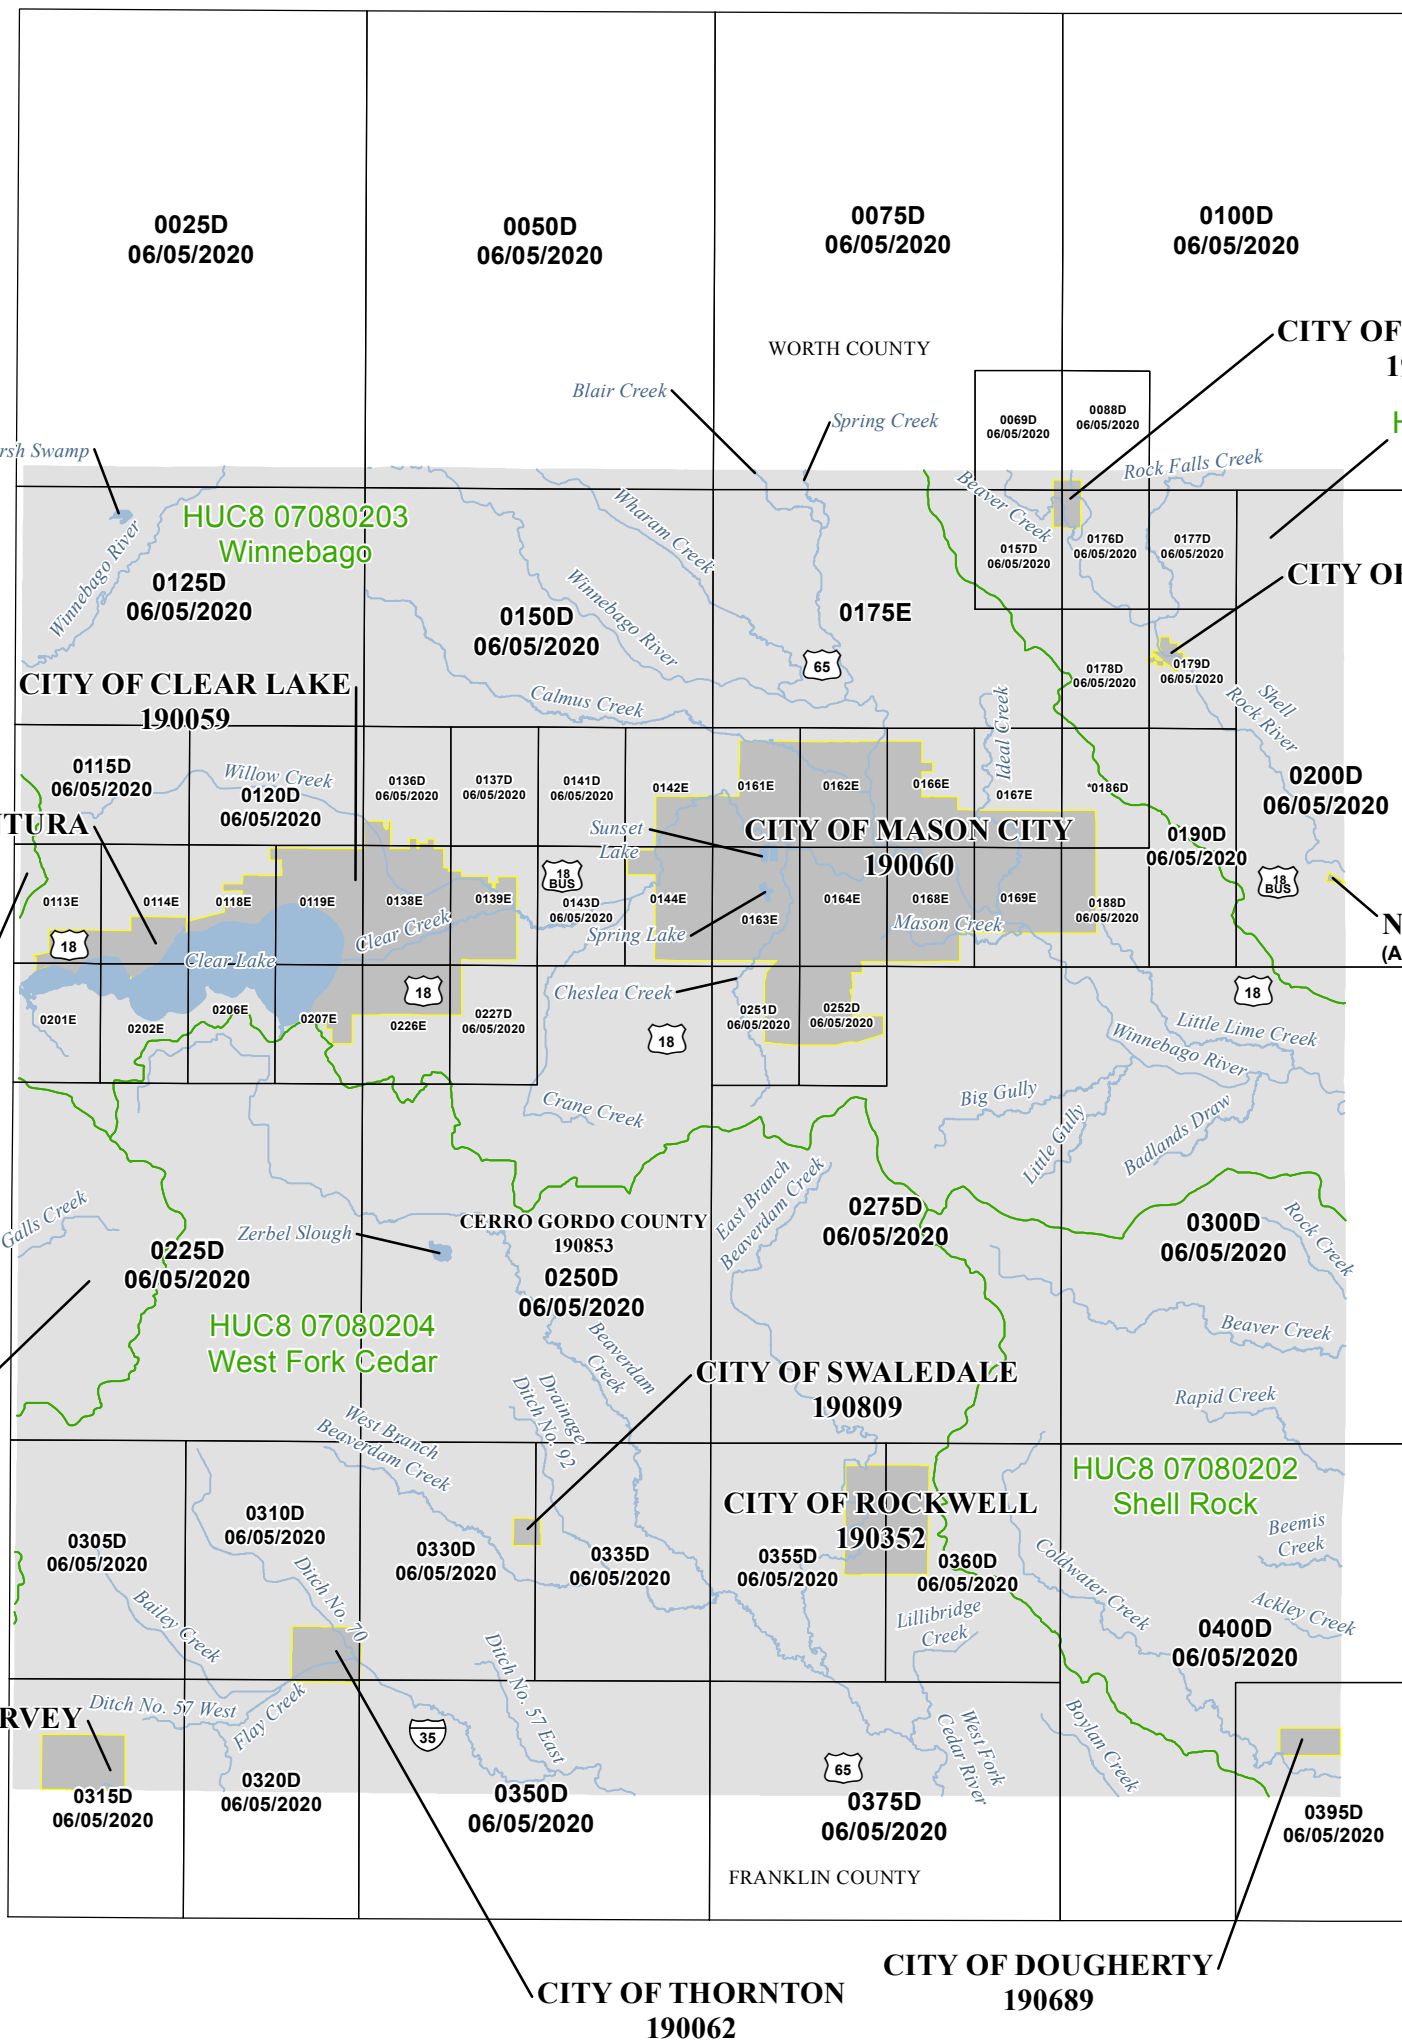 0025D
06/05/2020
0050D
06/05/2020
0075D
06/05/2020
0100D
06/05/2020
WORTH COUNTY
CITY OF
Blair Creek
Spring Creek
0069D
06/05/2020
0088D
06/05/2020
H
rsh Swamp
Rock Falls Creek
Beaver Creek
Winnebago River
HUC8 07080203
Winnebago
0125D
06/05/2020
Wharam Creek
Winnebago River
0150D
06/05/2020
0175E
65
0157D
06/05/2020
0176D
06/05/2020
0177D
06/05/2020
CITY OF
CITY OF CLEAR LAKE
190059
Calmus Creek
Ideal Creek
0178D
06/05/2020
0179D
06/05/2020
Shell
Rock River
0115D
06/05/2020
Willow Creek
0120D
06/05/2020
0136D
06/05/2020
0137D
06/05/2020
0141D
06/05/2020
0142E
0161E
0162E
0166E
0167E
*0186D
0200D
06/05/2020
TURA
Sunset
Lake
CITY OF MASON CITY
190060
0190D
06/05/2020
0113E
0114E
0118E
0119E
0138E
0139E
18
BUS
0143D
06/05/2020
0144E
0163E
0164E
0168E
0169E
0188D
06/05/2020
18
BUS
18
Clear Creek
Clear Lake
Spring Lake
Mason Creek
N
(A
0201E
0202E
0206E
0207E
18
0226E
0227D
06/05/2020
Cheslea Creek
18
0251D
06/05/2020
0252D
06/05/2020
18
Little Lime Creek
Winnebago River
Crane Creek
Big Gully
Little Gully
Badlands Draw
Galls Creek
0225D
06/05/2020
Zerbel Slough
CERRO GORDO COUNTY
190853
0250D
06/05/2020
East Branch
Beaverdam Creek
0275D
06/05/2020
0300D
06/05/2020
Rock Creek
HUC8 07080204
West Fork Cedar
Beaverdam
Creek
Beaver Creek
CITY OF SWALEDALE
190809
Rapid Creek
Drainage
Ditch No. 92
West Branch
Beaverdam Creek
HUC8 07080202
Shell Rock
CITY OF ROCKWELL
190352
0305D
06/05/2020
0310D
06/05/2020
0330D
06/05/2020
0335D
06/05/2020
0355D
06/05/2020
0360D
06/05/2020
Beemis
Creek
Coldwater Creek
Ditch No. 70
Bailey Creek
Lillibridge
Creek
Ackley Creek
0400D
06/05/2020
Ditch No. 57 East
RVEY
Ditch No. 57 West
Flay Creek
35
West Fork
Cedar River
Boylan Creek
65
0315D
06/05/2020
0320D
06/05/2020
0350D
06/05/2020
0375D
06/05/2020
0395D
06/05/2020
FRANKLIN COUNTY
CITY OF DOUGHERTY
190689
CITY OF THORNTON
190062